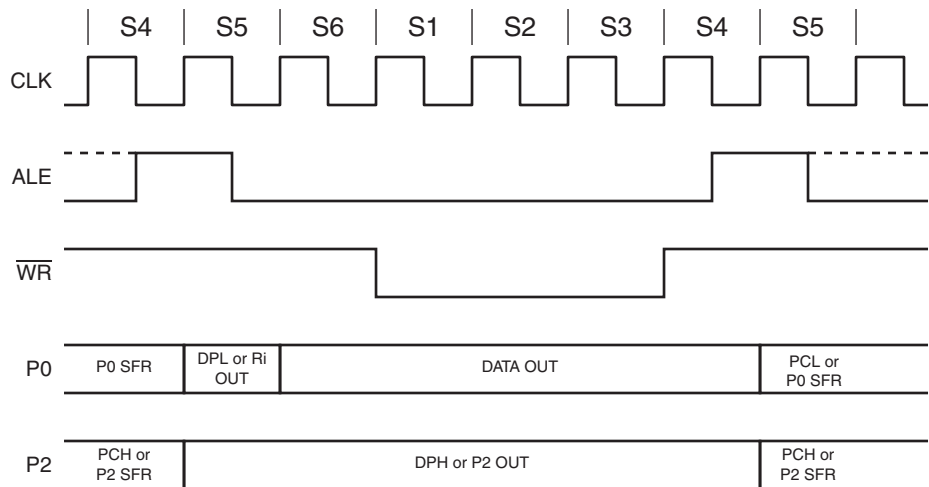 S4 S5 S6 S1 S2 S3 S4 S5
CLK
ALE
WR
P0 P0 SFR DPL or Ri OUT DATA OUT PCL or P0 SFR
P2 PCH or P2 SFR DPH or P2 OUT PCH or P2 SFR